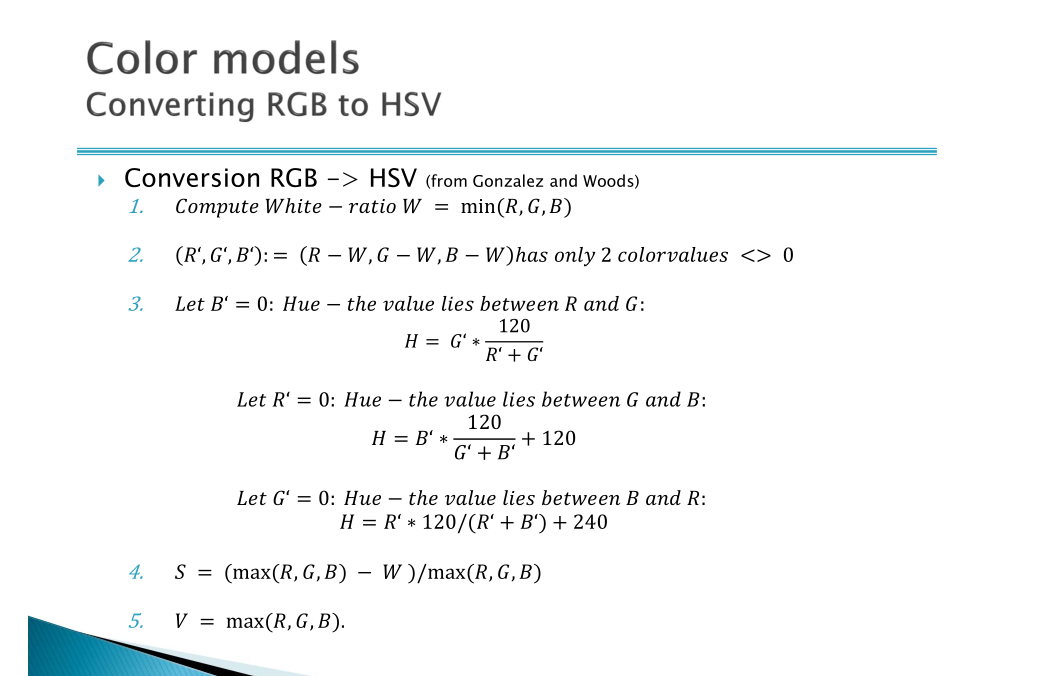 Color models
Converting RGB to HSV
Conversion RGB -> HSV (from Gonzalez and Woods)
1. Compute White − ratio W = min(R, G, B)
2. (R‘, G‘, B‘): = (R − W, G − W, B − W)has only 2 colorvalues <> 0
3. Let B‘ = 0: Hue − the value lies between R and G:
H = G‘ ∗ 120 / (R‘ + G‘)
Let R‘ = 0: Hue − the value lies between G and B:
H = B‘ ∗ 120 / (G‘ + B‘) + 120
Let G‘ = 0: Hue − the value lies between B and R:
H = R‘ ∗ 120/(R‘ + B‘) + 240
4. S = (max(R, G, B) − W )/max(R, G, B)
5. V = max(R, G, B).